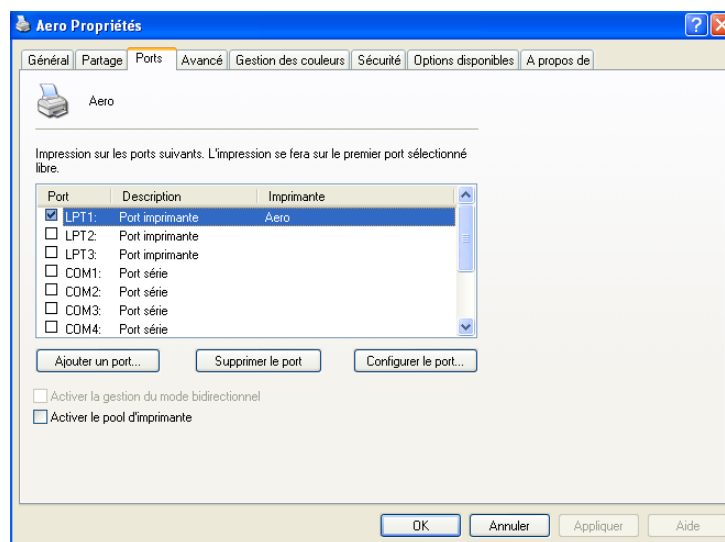 Aero Propriétés
Général Partage Ports Avancé Gestion des couleurs Sécurité Options disponibles A propos de
Aero
Impression sur les ports suivants. L'impression se fera sur le premier port sélectionné
libre.
Port Description Imprimante
LPT1: Port imprimante Aero
LPT2: Port imprimante
LPT3: Port imprimante
COM1: Port série
COM2: Port série
COM3: Port série
COM4: Port série
Ajouter un port... Supprimer le port Configurer le port...
Activer la gestion du mode bidirectionnel
Activer le pool d'imprimante
OK Annuler Appliquer Aide